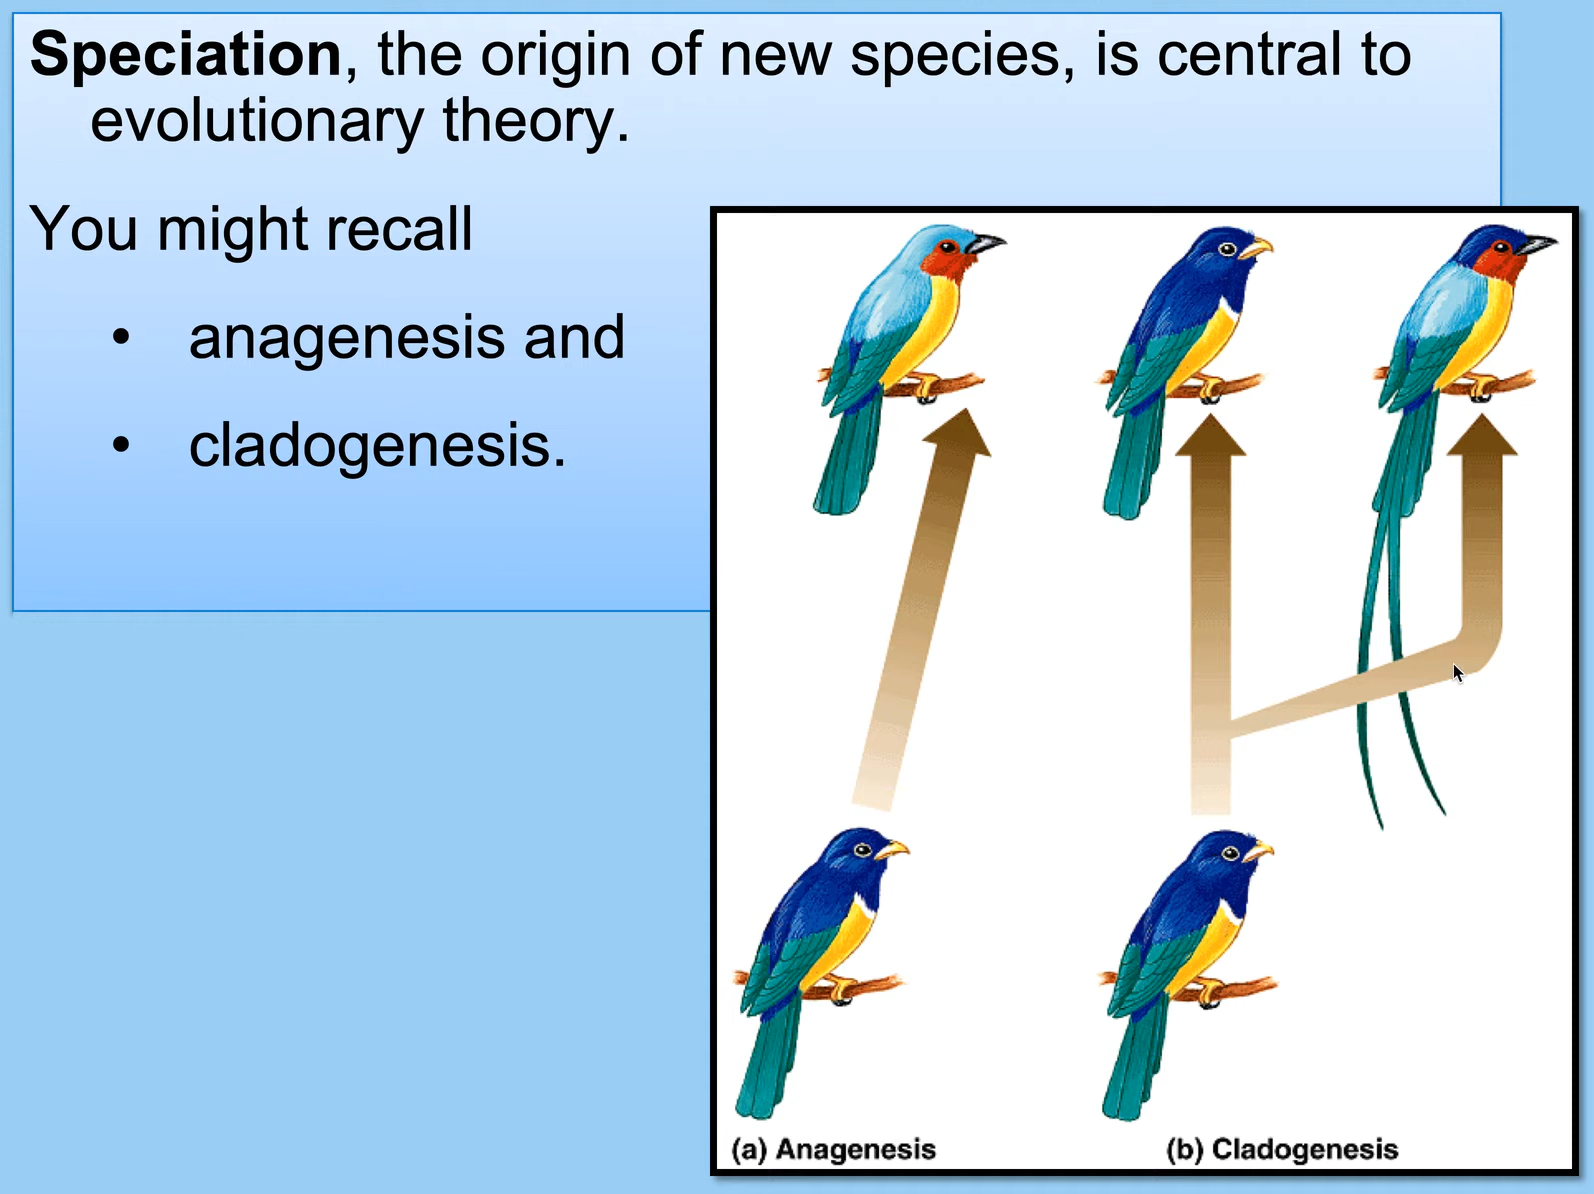 Speciation, the origin of new species, is central to
evolutionary theory.
You might recall
• anagenesis and
• cladogenesis.
(a) Anagenesis
(b) Cladogenesis